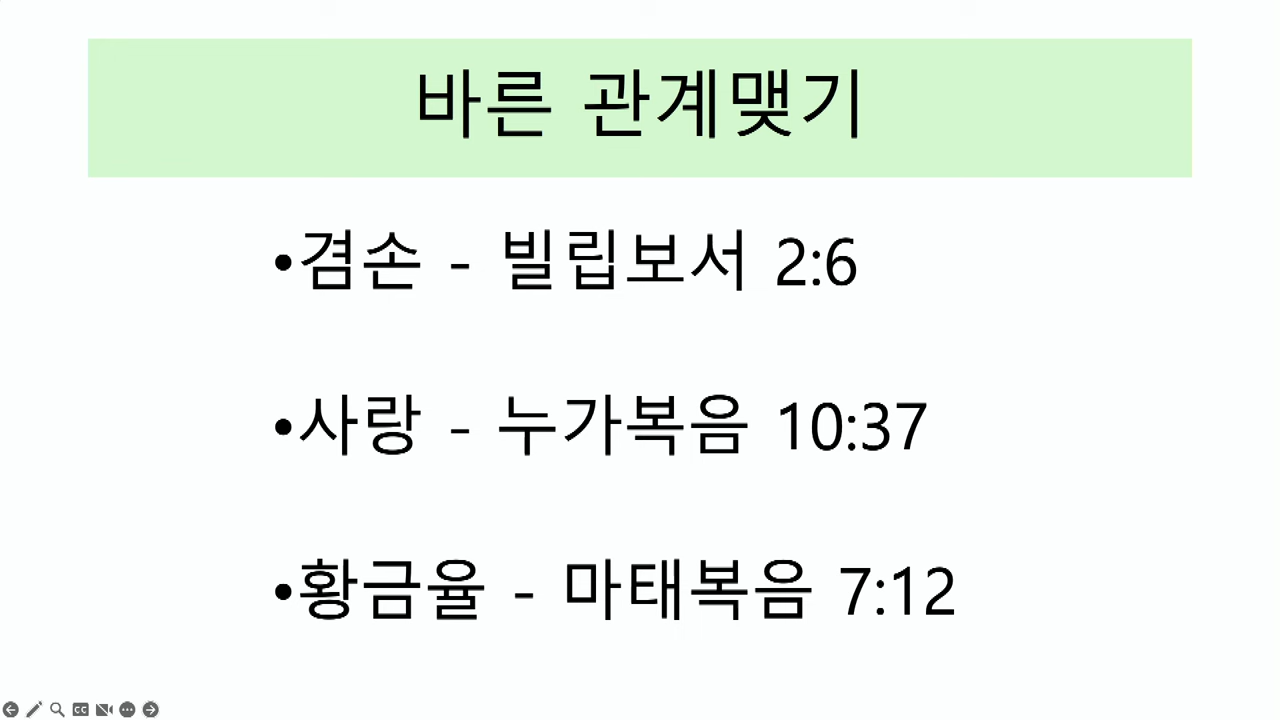 바른 관계맺기
•겸손 - 빌립보서 2:6
•사랑 - 누가복음 10:37
•황금율 - 마태복음 7:12
CC